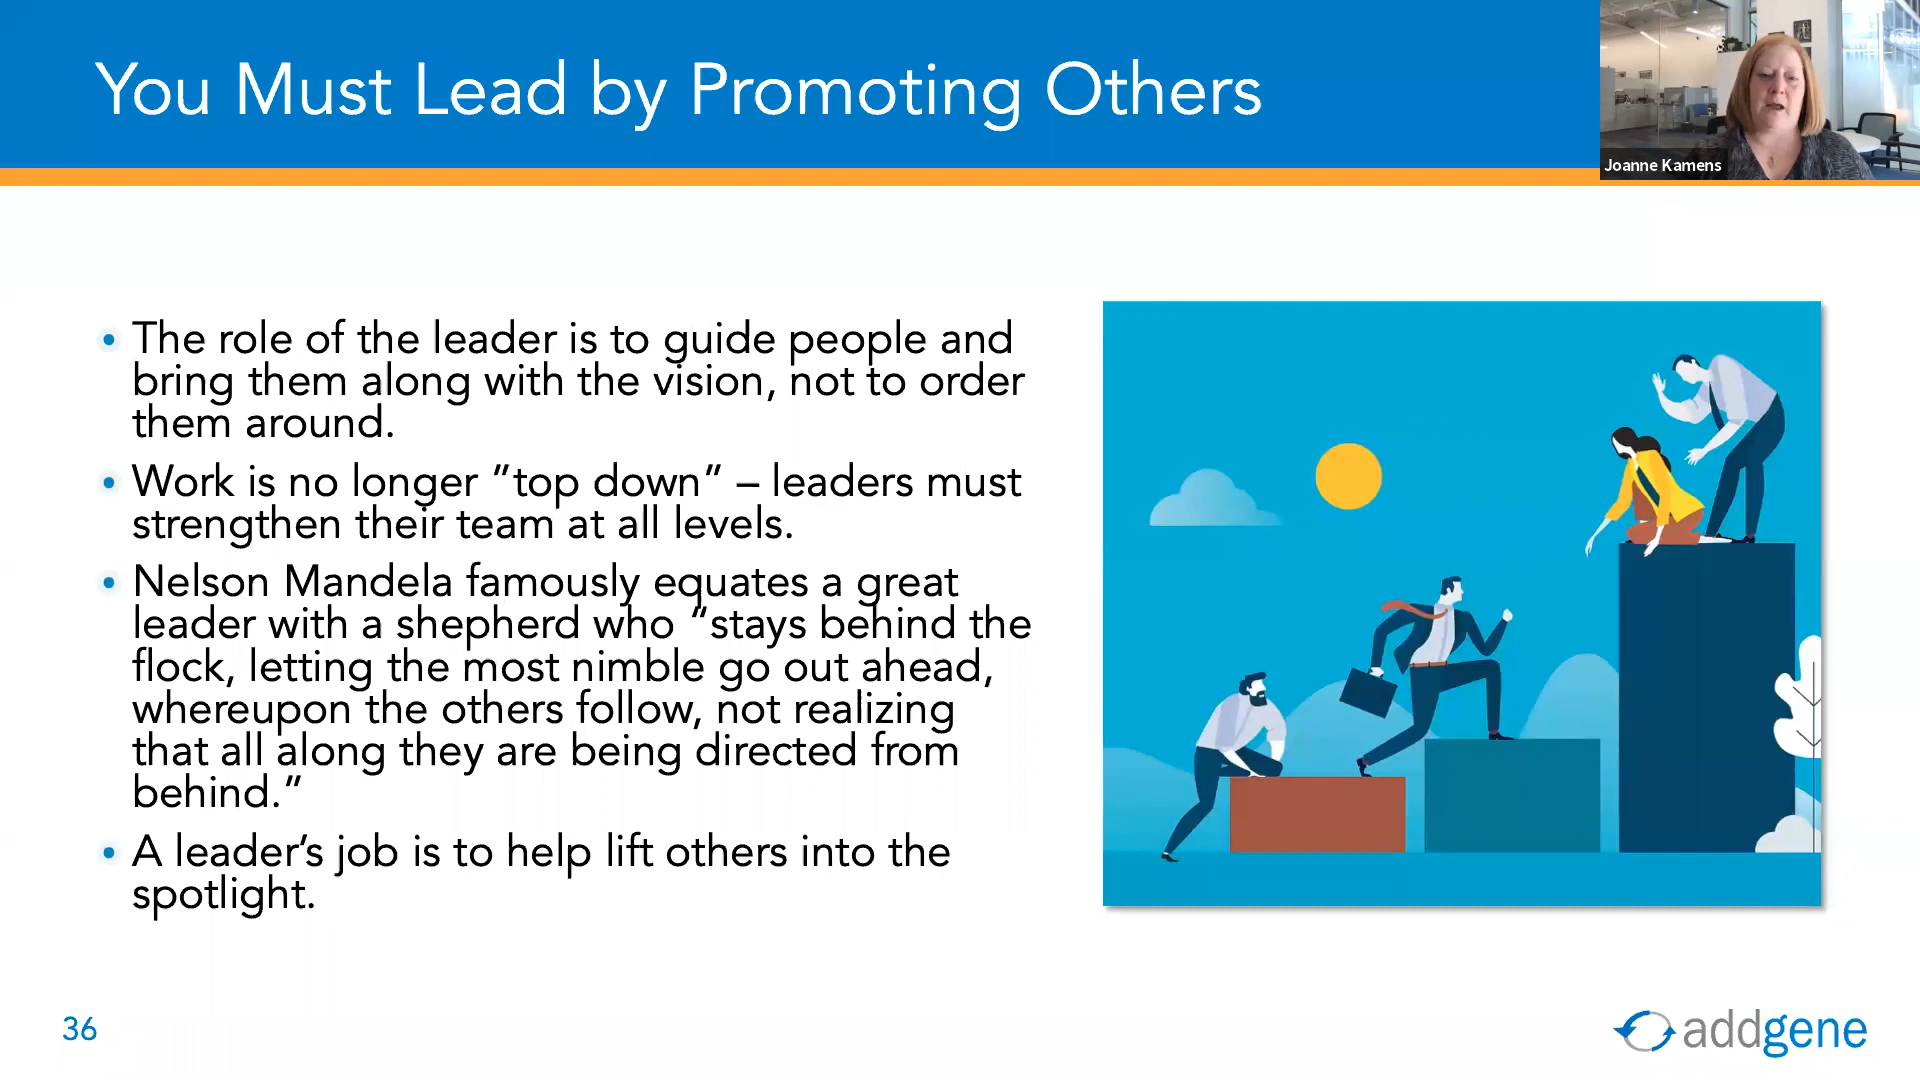 You Must Lead by Promoting Others
Joanne Kamens
• The role of the leader is to guide people and
bring them along with the vision, not to order
them around.
• Work is no longer ”top down” – leaders must
strengthen their team at all levels.
• Nelson Mandela famously equates a great
leader with a shepherd who “stays behind the
flock, letting the most nimble go out ahead,
whereupon the others follow, not realizing
that all along they are being directed from
behind.”
• A leader’s job is to help lift others into the
spotlight.
36
addgene